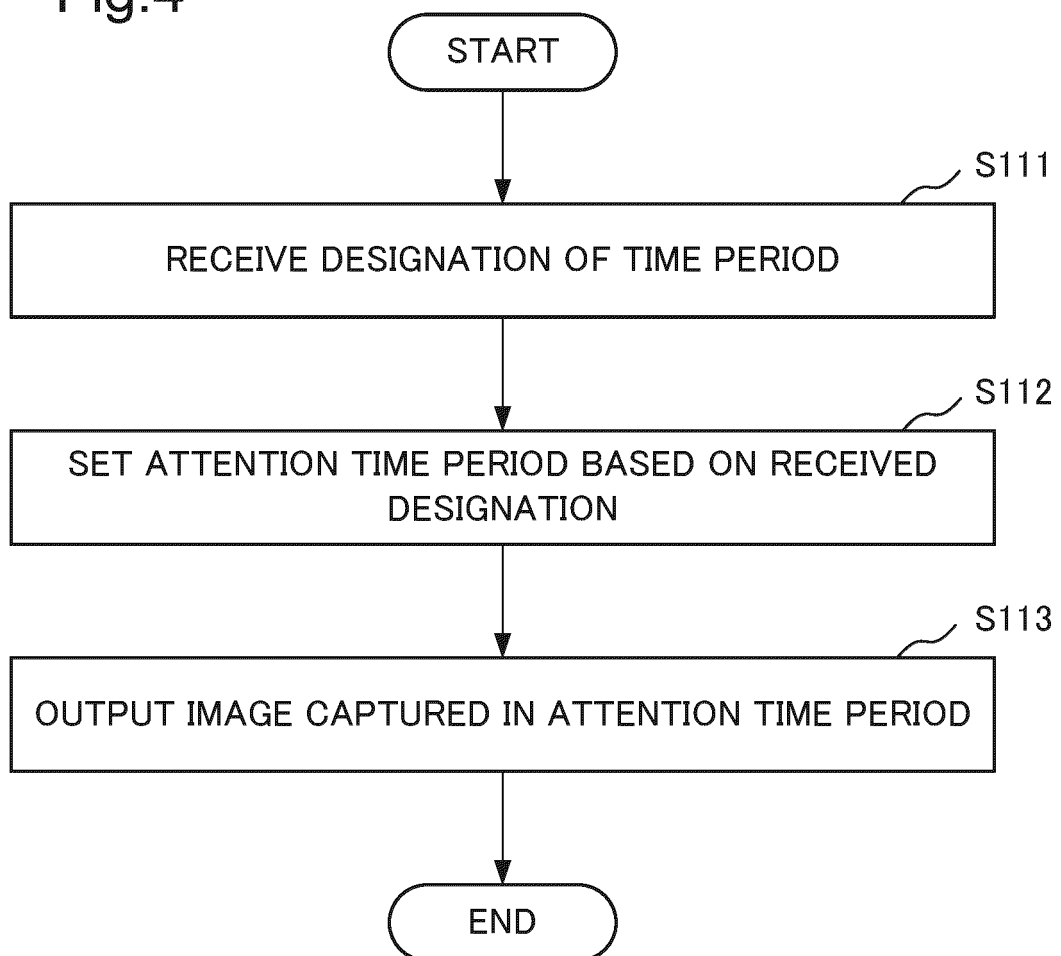 Fig.4
START
S111
RECEIVE DESIGNATION OF TIME PERIOD
S112
SET ATTENTION TIME PERIOD BASED ON RECEIVED
DESIGNATION
S113
OUTPUT IMAGE CAPTURED IN ATTENTION TIME PERIOD
END